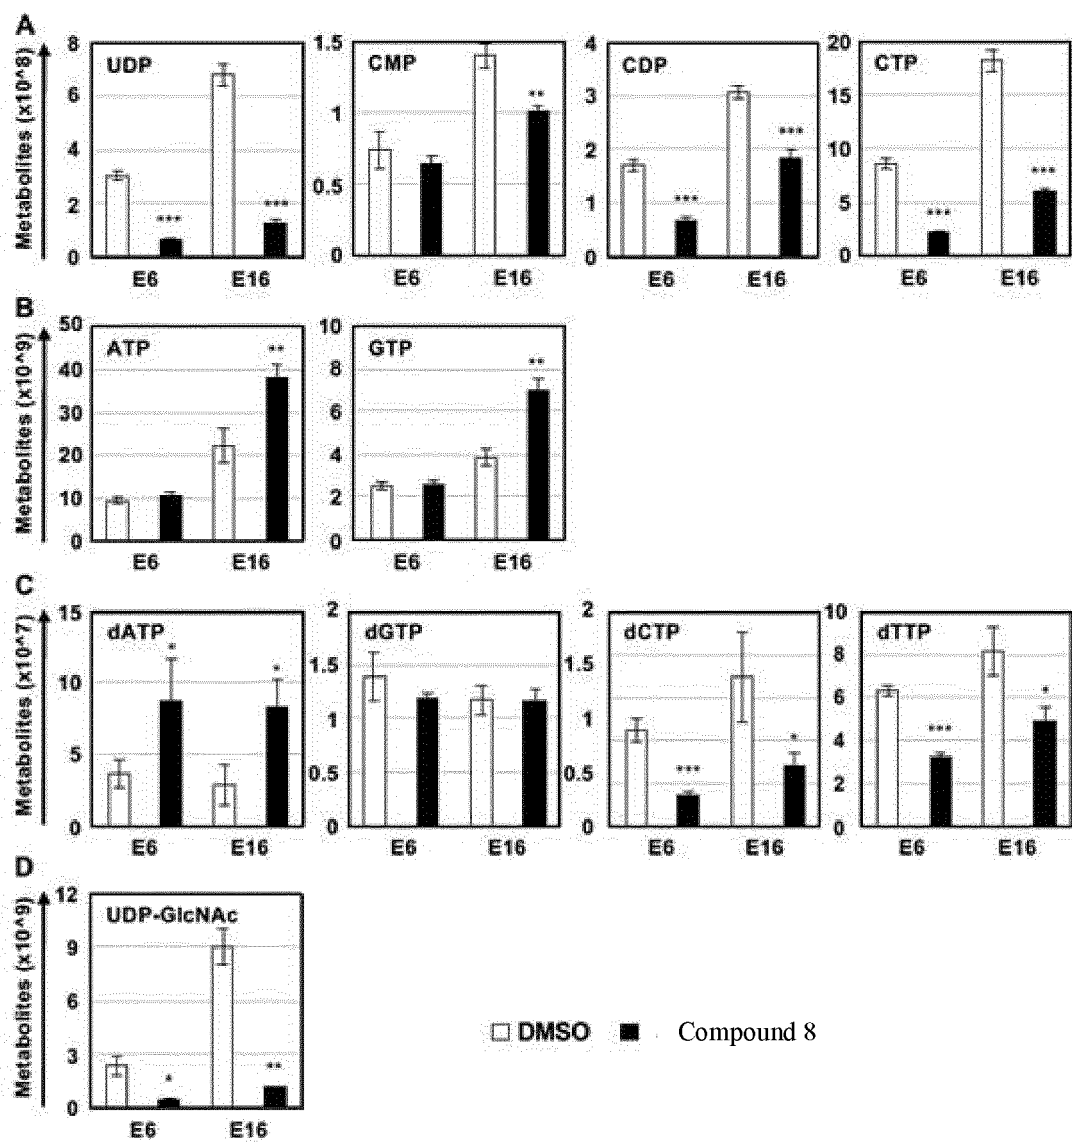 A
Metabolites (x10^8)
8
6
4
2
0
UDP
***
***
E6 E16
1.5
1
0.5
0
CMP
**
E6 E16
4
3
2
1
0
CDP
***
***
E6 E16
20
15
10
5
0
CTP
***
***
E6 E16
B
Metabolites (x10^9)
50
40
30
20
10
0
ATP
**
E6 E16
10
8
6
4
2
0
GTP
**
E6 E16
C
Metabolites (x10^7)
15
10
5
0
dATP
*
*
E6 E16
2
1.5
1
0.5
0
dGTP
E6 E16
2
1.5
1
0.5
0
dCTP
***
*
E6 E16
10
8
6
4
2
0
dTTP
***
*
E6 E16
D
Metabolites (x10^9)
12
9
6
3
0
UDP-GlcNAc
*
**
E6 E16
DMSO Compound 8